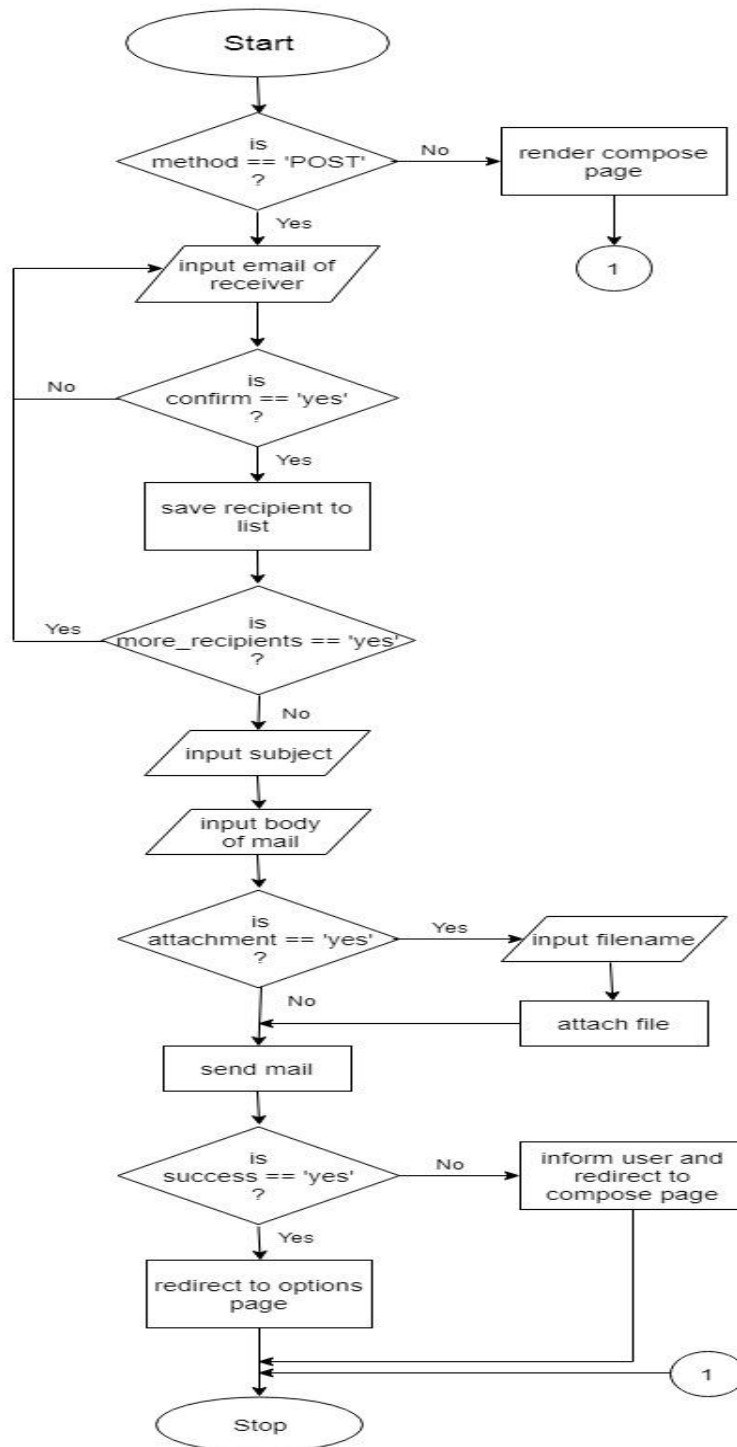 Start
is
method == 'POST'
?
No
render compose
page
Yes
1
input email of
receiver
is
confirm == 'yes'
?
No
Yes
save recipient to
list
is
more_recipients == 'yes'
?
Yes
No
input subject
input body
of mail
is
attachment == 'yes'
?
Yes
input filename
No
attach file
send mail
is
success == 'yes'
?
No
inform user and
redirect to
compose page
Yes
redirect to options
page
1
Stop